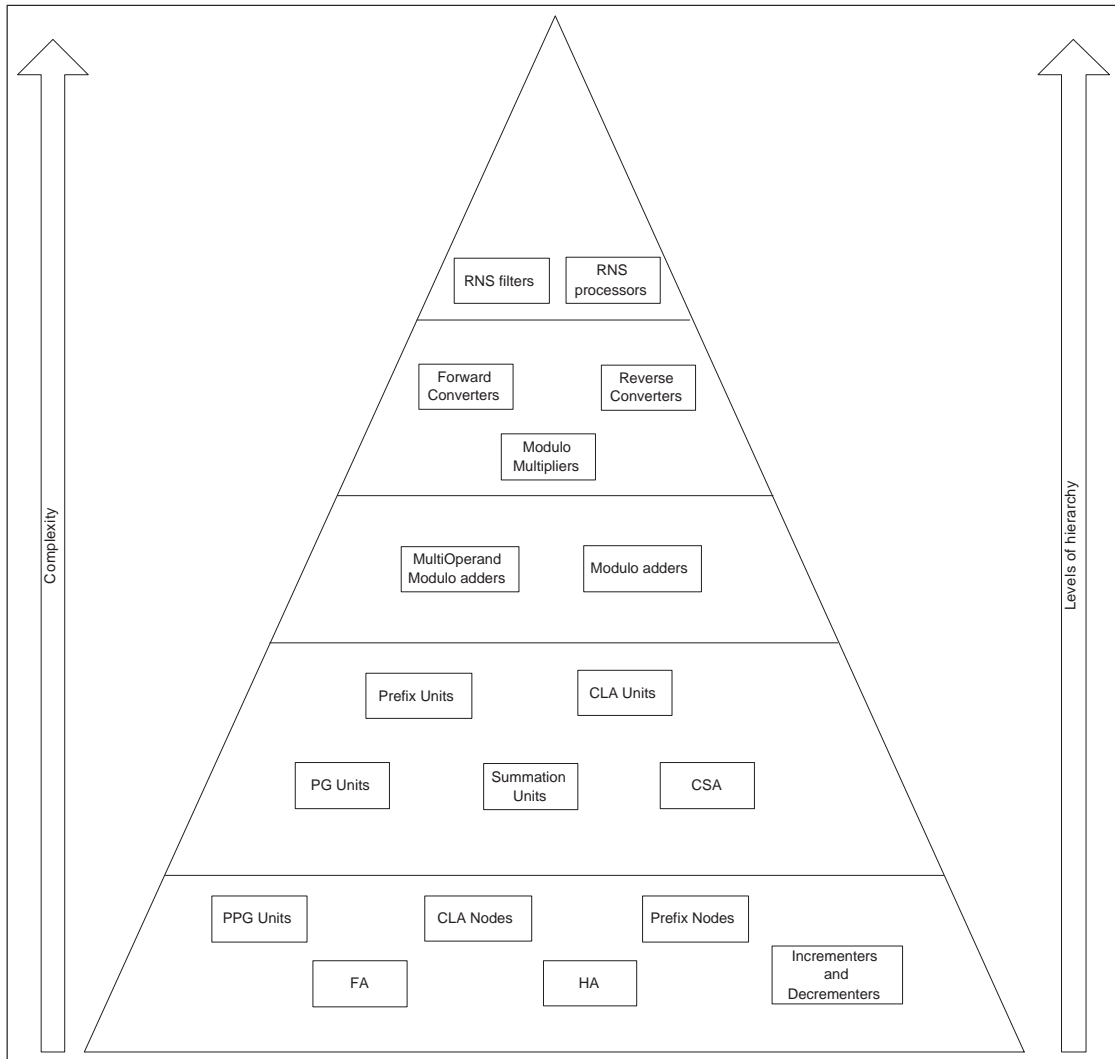 RNS filters
RNS
processors
Forward
Converters
Reverse
Converters
Modulo
Multipliers
MultiOperand
Modulo adders
Modulo adders
Prefix Units
CLA Units
PG Units
Summation
Units
CSA
PPG Units
CLA Nodes
Prefix Nodes
FA
HA
Incrementers
and
Decrementers
Complexity
Levels of hierarchy